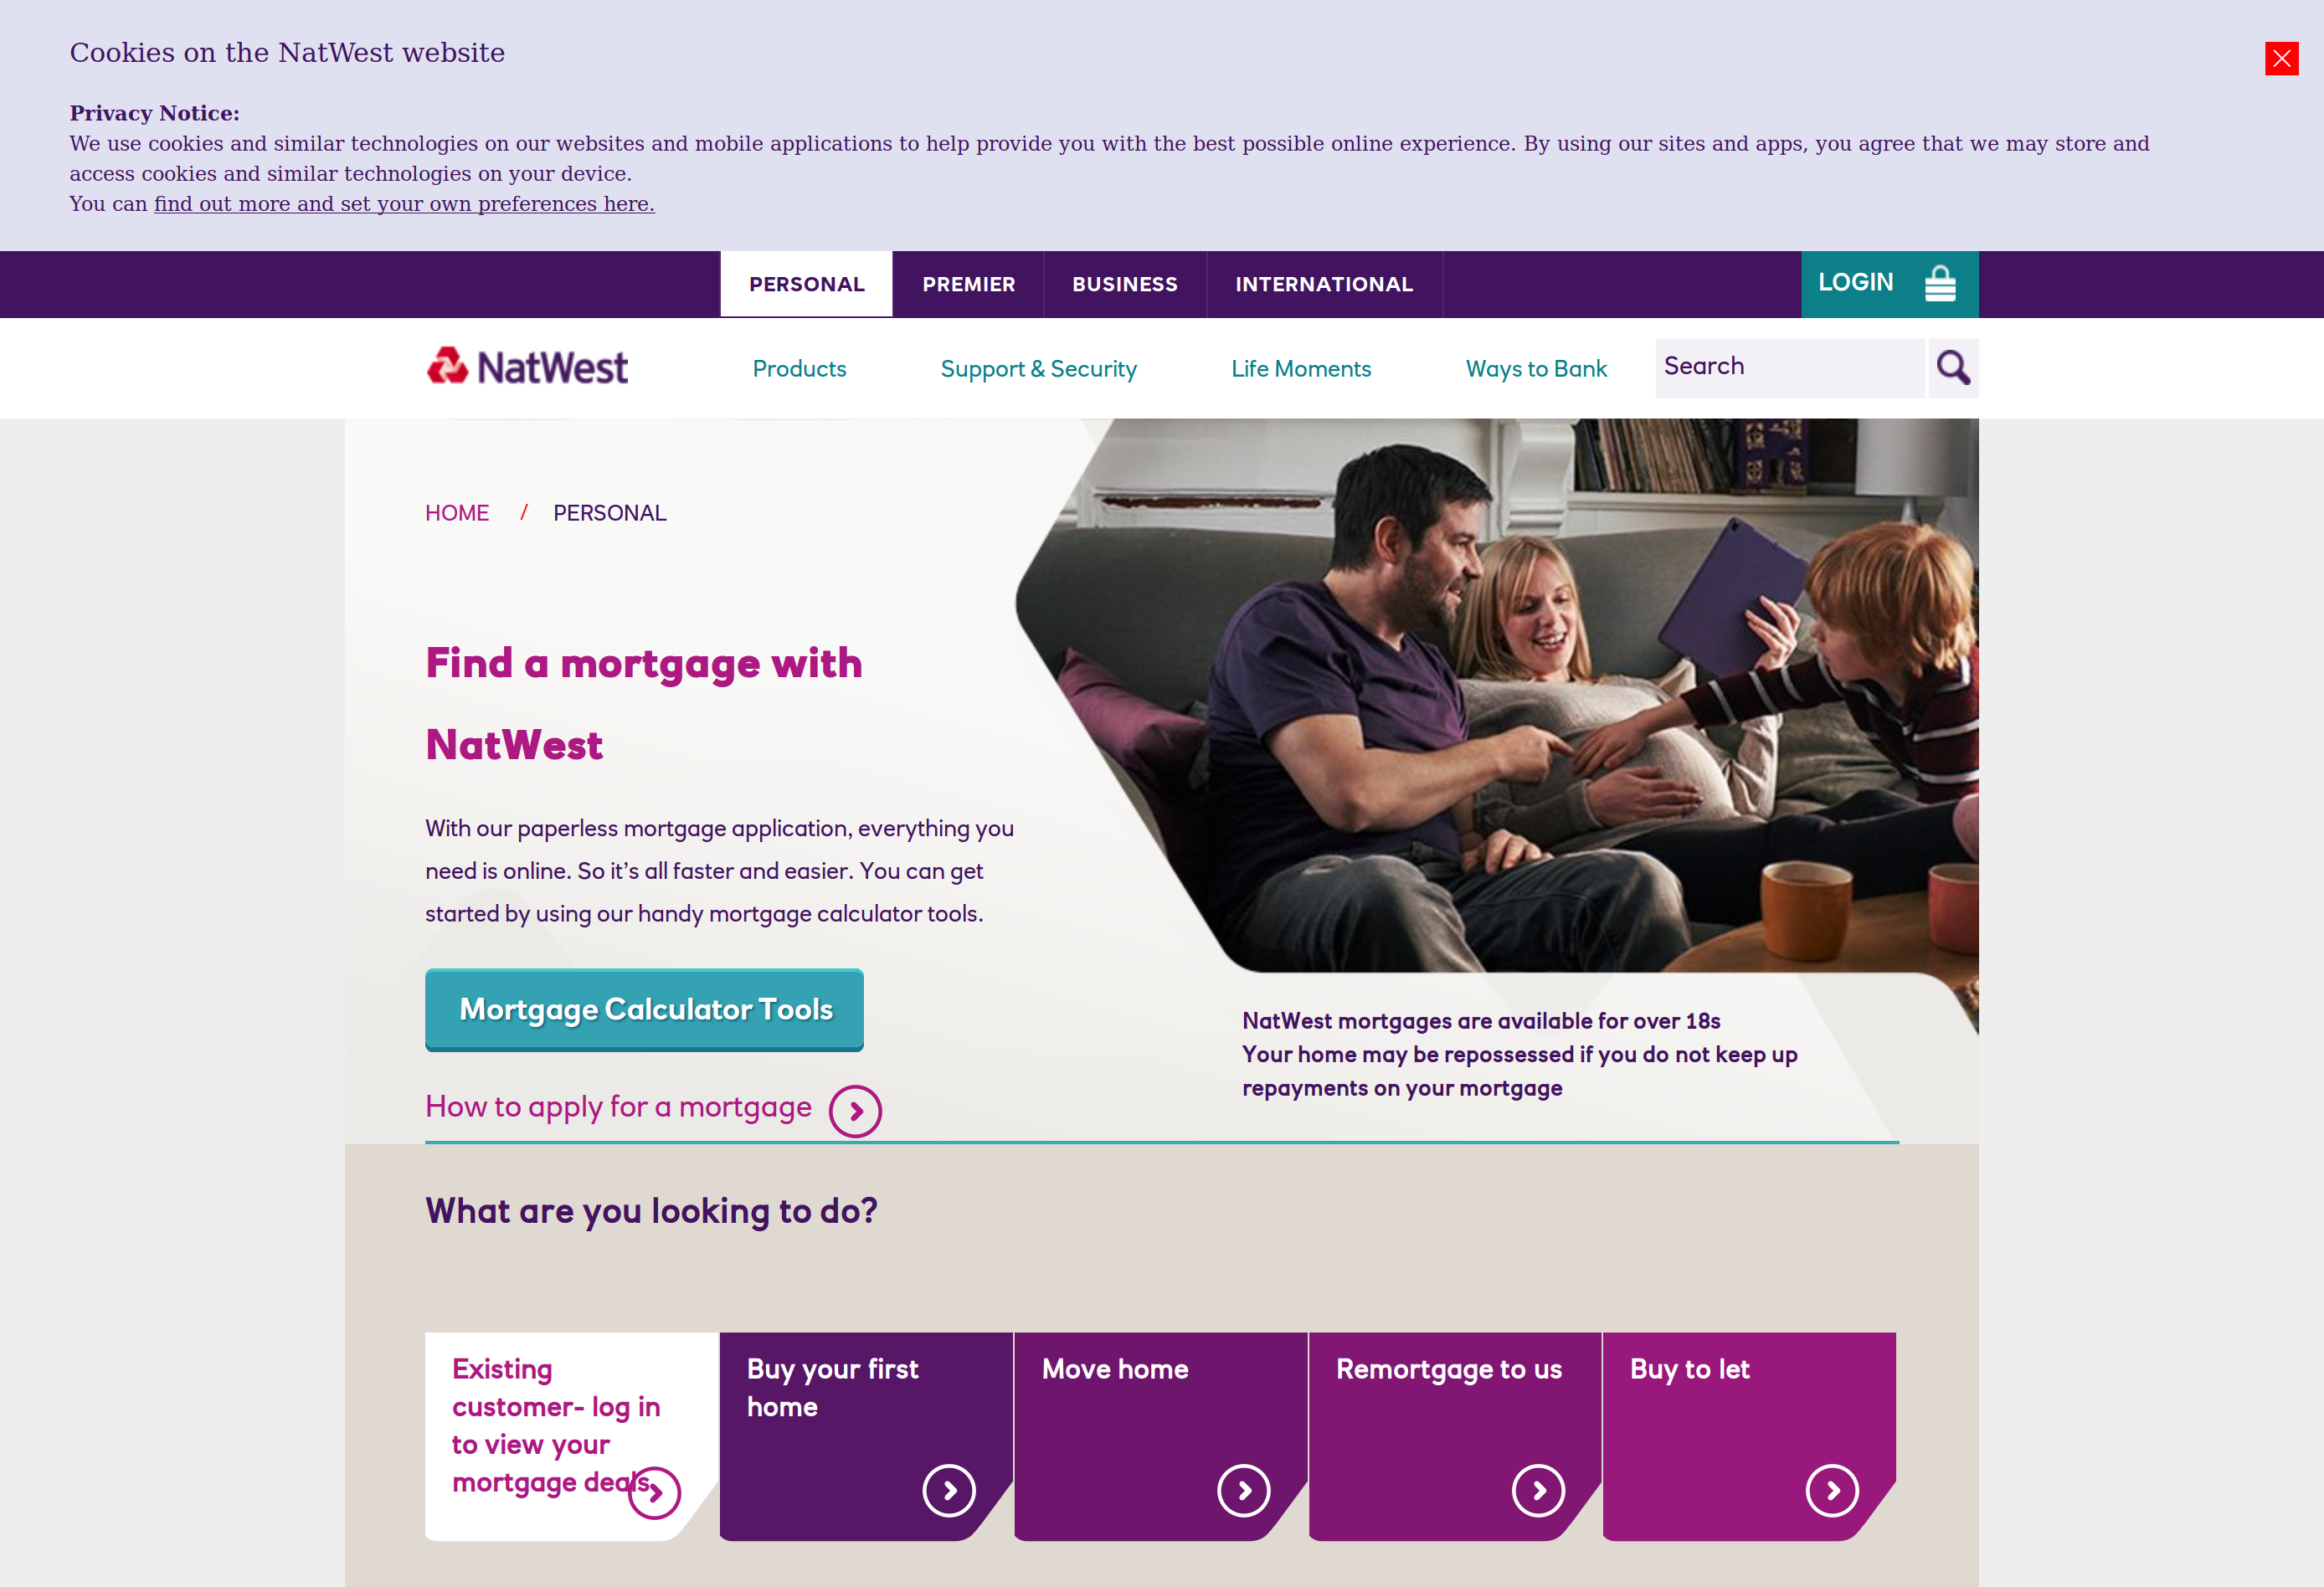 Cookies on the NatWest website
Privacy Notice:
We use cookies and similar technologies on our websites and mobile applications to help provide you with the best possible online experience. By using our sites and apps, you agree that we may store and
access cookies and similar technologies on your device.
You can find out more and set your own preferences here.
PERSONAL PREMIER BUSINESS INTERNATIONAL LOGIN
NatWest Products Support & Security Life Moments Ways to Bank Search
HOME / PERSONAL
Find a mortgage with
NatWest
With our paperless mortgage application, everything you
need is online. So it’s all faster and easier. You can get
started by using our handy mortgage calculator tools.
Mortgage Calculator Tools
How to apply for a mortgage
NatWest mortgages are available for over 18s
Your home may be repossessed if you do not keep up
repayments on your mortgage
What are you looking to do?
Existing
customer- log in
to view your
mortgage deals
Buy your first
home
Move home
Remortgage to us
Buy to let